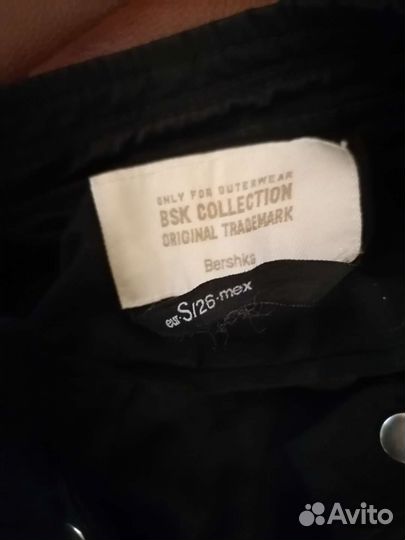 ONLY FOR OUTERWEAR
BSK COLLECTION
ORIGINAL TRADEMARK
Bershka
eur·S/26·mex
Avito